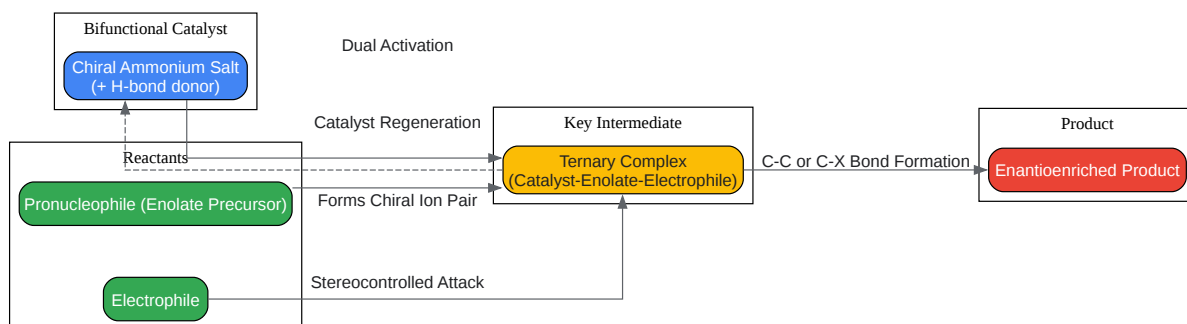 Bifunctional Catalyst
Chiral Ammonium Salt
(+ H-bond donor)
Dual Activation
Catalyst Regeneration
Reactants
Pronucleophile (Enolate Precursor)
Forms Chiral Ion Pair
Electrophile
Stereocontrolled Attack
Key Intermediate
Ternary Complex
(Catalyst-Enolate-Electrophile)
C-C or C-X Bond Formation
Product
Enantioenriched Product